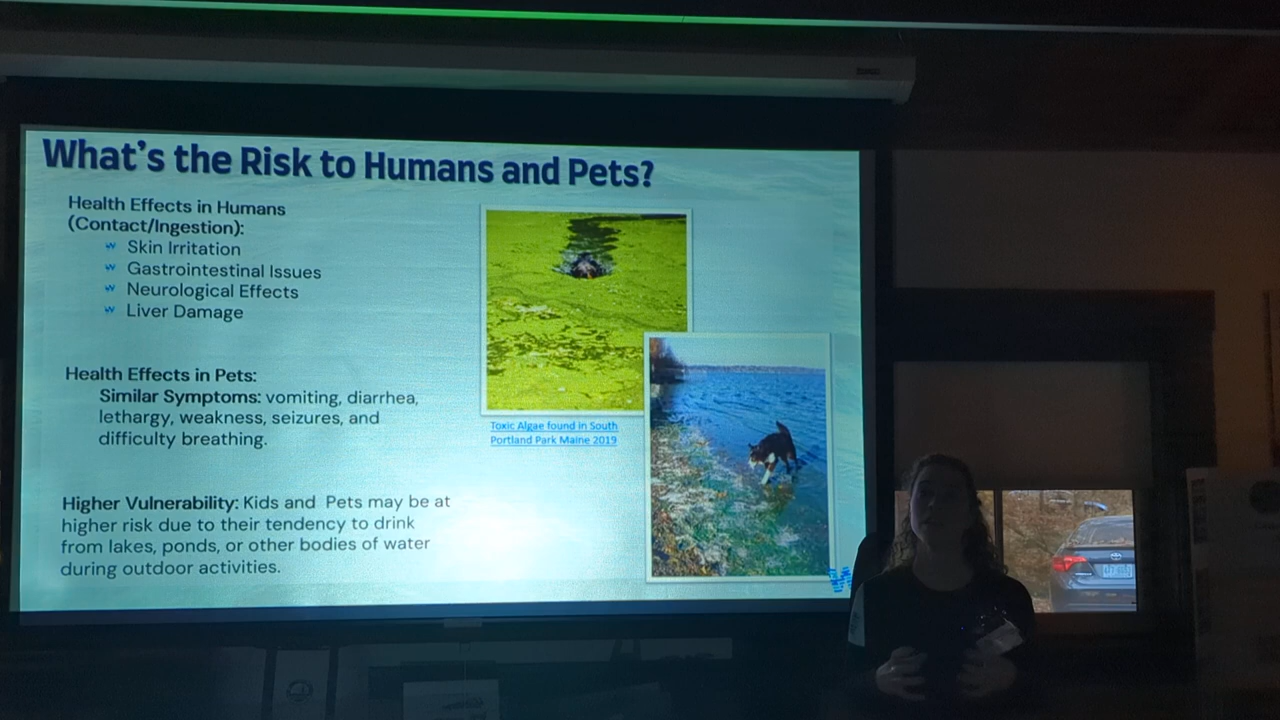 What's the Risk to Humans and Pets?
Health Effects in Humans
(Contact/Ingestion):
Skin Irritation
Gastrointestinal Issues
Neurological Effects
Liver Damage
Health Effects in Pets:
Similar Symptoms: vomiting, diarrhea,
lethargy, weakness, seizures, and
difficulty breathing.
Higher Vulnerability: Kids and Pets may be at
higher risk due to their tendency to drink
from lakes, ponds, or other bodies of water
during outdoor activities.
Toxic Algae found in South
Portland Park Maine 2019